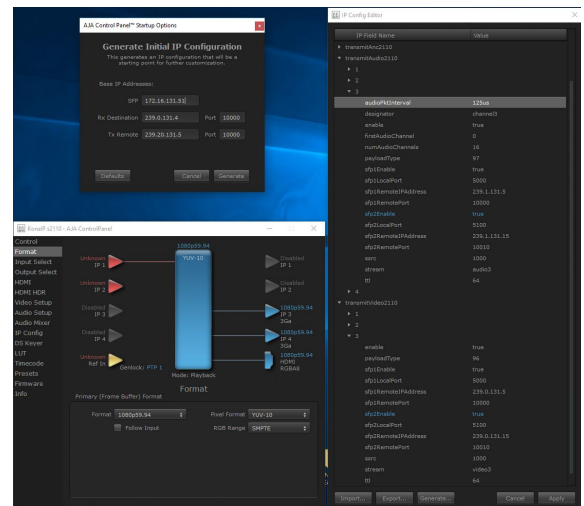 AJA Control Panel™ Startup Options
Generate Initial IP Configuration
This generates an IP configuration that will be a
starting point for further customization.
Base IP Addresses:
SFP 172.16.131.51
Rx Destination 239.0.131.4 Port 10000
Tx Remote 239.20.131.5 Port 10000
Defaults Cancel Generate
KonaIP s2110 - AJA ControlPanel
Control
Format
Input Select
Output Select
HDMI
HDMI HDR
Video Setup
Audio Setup
Audio Mixer
IP Config
DS Keyer
LUT
Timecode
Presets
Firmware
Info
1080p59.94
YUV-10
Unknown
IP 1
Unknown
IP 2
Disabled
IP 3
Disabled
IP 4
Unknown
Ref In
Genlock: PTP 1
Mode: Playback
Disabled
IP 1
Disabled
IP 2
1080p59.94
IP 3
3Ga
1080p59.94
IP 4
3Ga
1080p59.94
HDMI
RGBA8
Format
Primary (Frame Buffer) Format
Format 1080p59.94 Pixel Format YUV-10
Follow Input RGB Range SMPTE
IP Config Editor
IP Field Name Value
transmitAnc2110
transmitAudio2110
1
2
3
audioPktInterval 125us
designator channel3
enable true
firstAudioChannel 0
numAudioChannels 16
payloadType 97
sfp1Enable true
sfp1LocalPort 5000
sfp1RemoteIPAddress 239.1.131.5
sfp1RemotePort 10000
sfp2Enable true
sfp2LocalPort 5100
sfp2RemoteIPAddress 239.1.131.15
sfp2RemotePort 10010
ssrc 1000
stream audio3
ttl 64
4
transmitVideo2110
1
2
3
enable true
payloadType 96
sfp1Enable true
sfp1LocalPort 5000
sfp1RemoteIPAddress 239.0.131.5
sfp1RemotePort 10000
sfp2Enable true
sfp2LocalPort 5100
sfp2RemoteIPAddress 239.0.131.15
sfp2RemotePort 10010
ssrc 1000
stream video3
ttl 64
Import... Export... Generate... Cancel Apply